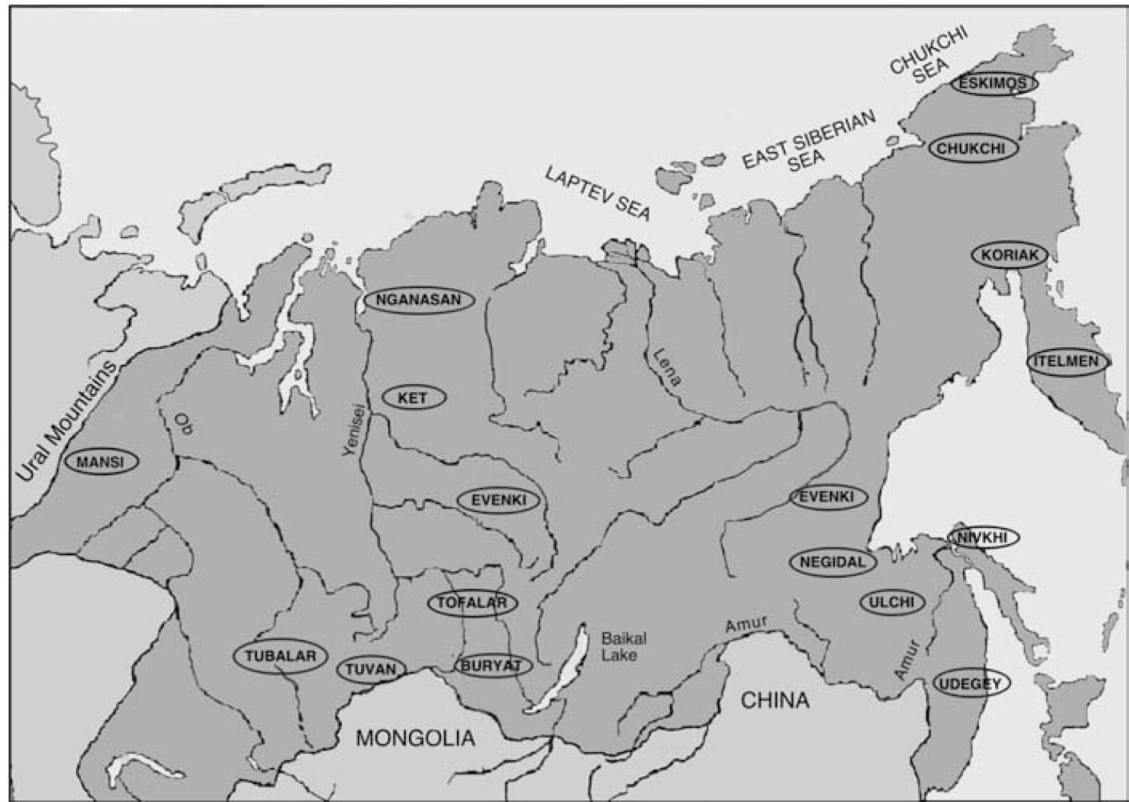 CHUKCHI
SEA
ESKIMOS
EAST SIBERIAN
SEA
CHUKCHI
LAPTEV SEA
KORIAK
NGANASAN
ITELMEN
Lena
KET
Ob
Yenisei
Ural Mountains
MANSI
EVENKI
EVENKI
NIVKHI
NEGIDAL
TOFALAR
ULCHI
Amur
Baikal
Lake
TUBALAR
TUVAN
BURYAT
Amur
UDEGEY
CHINA
MONGOLIA